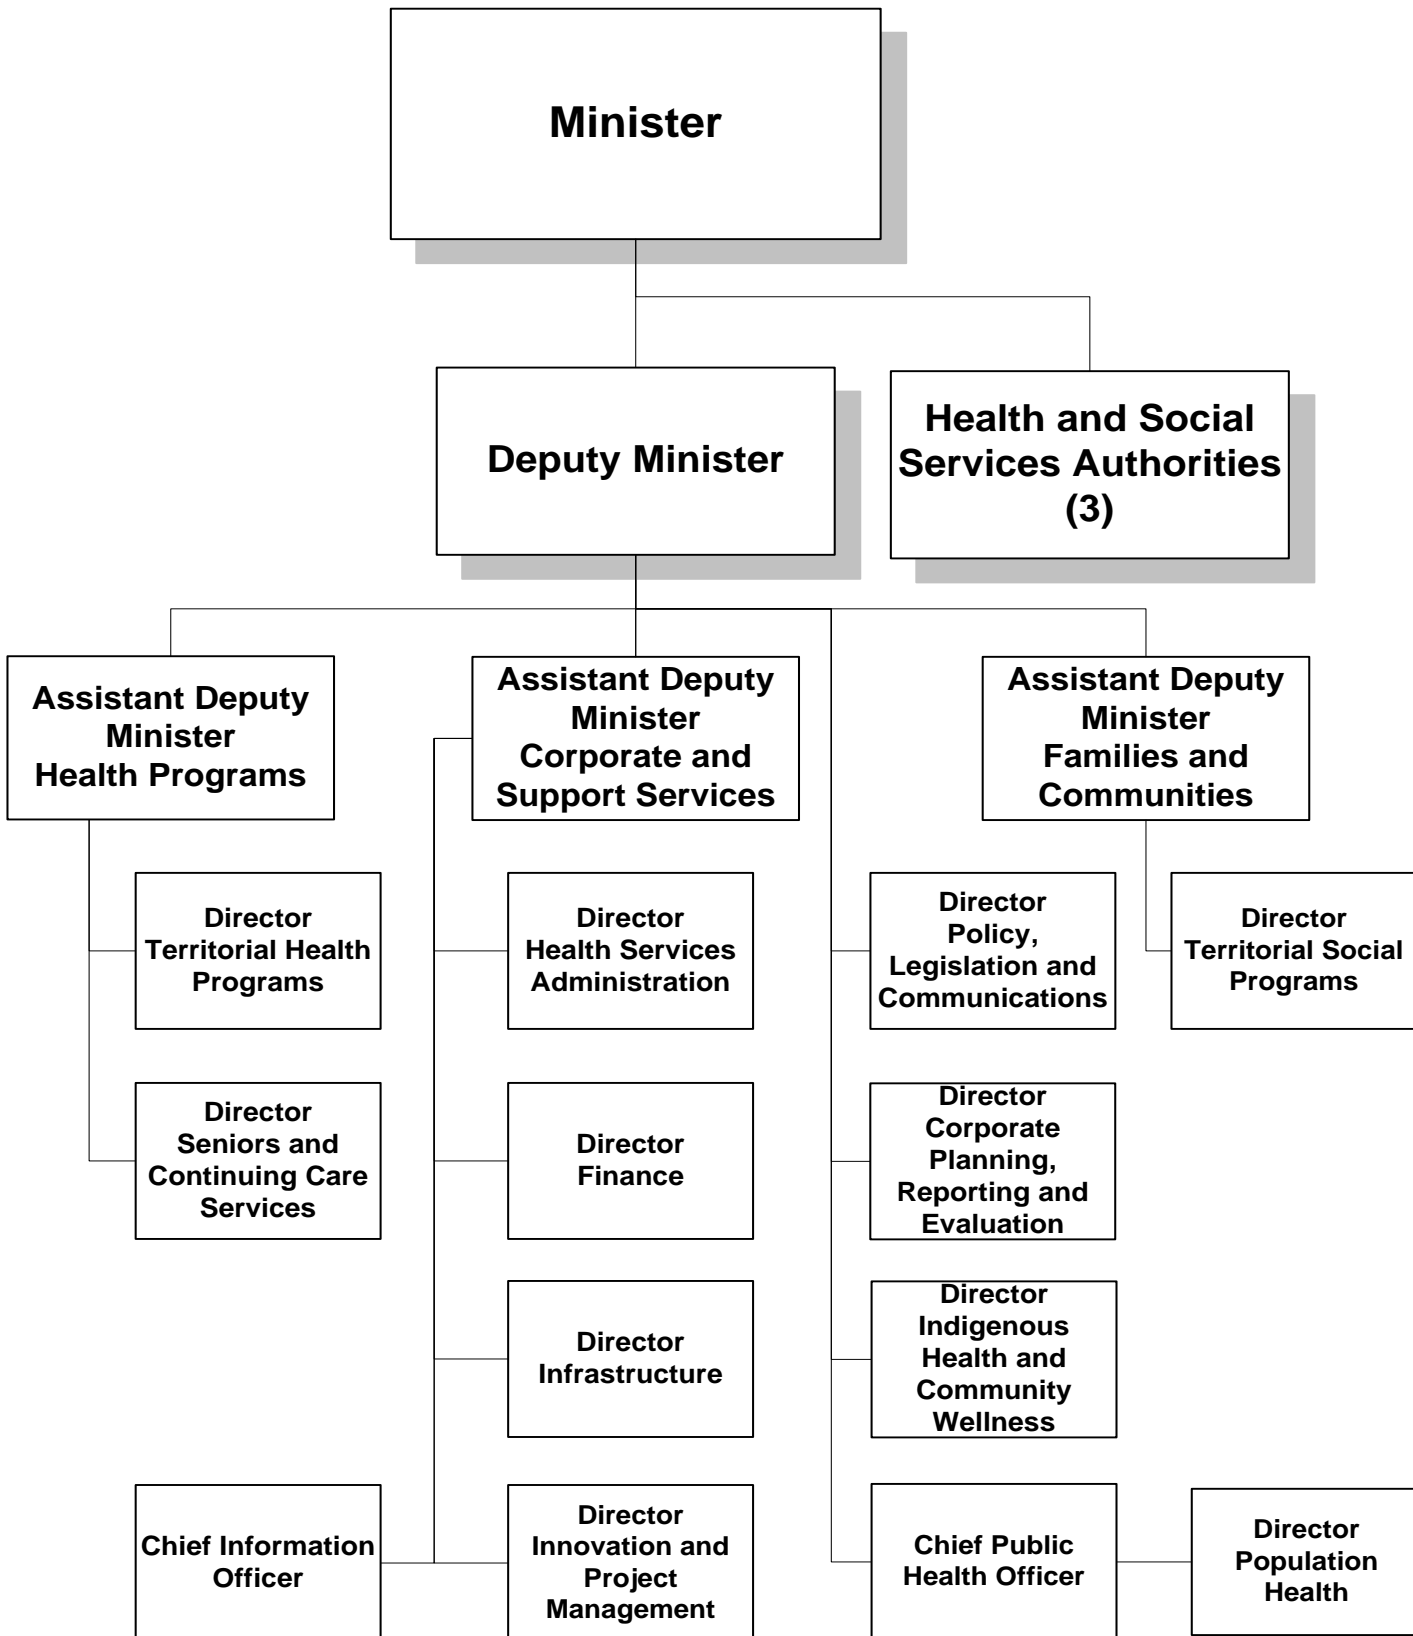 Minister
Deputy Minister
Health and Social
Services Authorities
(3)
Assistant Deputy
Minister
Health Programs
Assistant Deputy
Minister
Corporate and
Support Services
Assistant Deputy
Minister
Families and
Communities
Director
Territorial Health
Programs
Director
Health Services
Administration
Director
Policy,
Legislation and
Communications
Director
Territorial Social
Programs
Director
Seniors and
Continuing Care
Services
Director
Finance
Director
Corporate
Planning,
Reporting and
Evaluation
Director
Infrastructure
Director
Indigenous
Health and
Community
Wellness
Chief Information
Officer
Director
Innovation and
Project
Management
Chief Public
Health Officer
Director
Population
Health